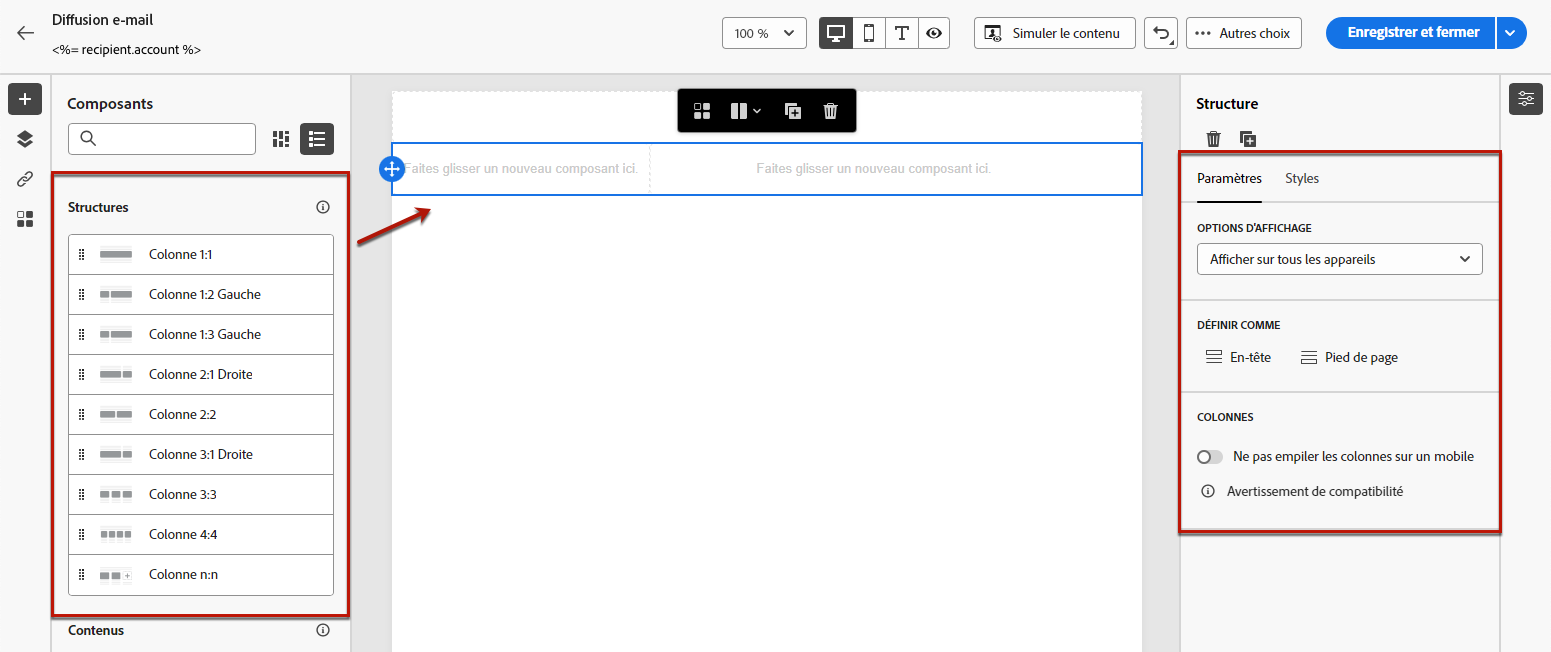 Diffusion e-mail
<%= recipient.account %>
100 %
Simuler le contenu
Autres choix
Enregistrer et fermer
Composants
Structures
Colonne 1:1
Colonne 1:2 Gauche
Colonne 1:3 Gauche
Colonne 2:1 Droite
Colonne 2:2
Colonne 3:1 Droite
Colonne 3:3
Colonne 4:4
Colonne n:n
Contenus
Faites glisser un nouveau composant ici.
Faites glisser un nouveau composant ici.
Structure
Paramètres Styles
OPTIONS D'AFFICHAGE
Afficher sur tous les appareils
DÉFINIR COMME
En-tête Pied de page
COLONNES
Ne pas empiler les colonnes sur un mobile
Avertissement de compatibilité